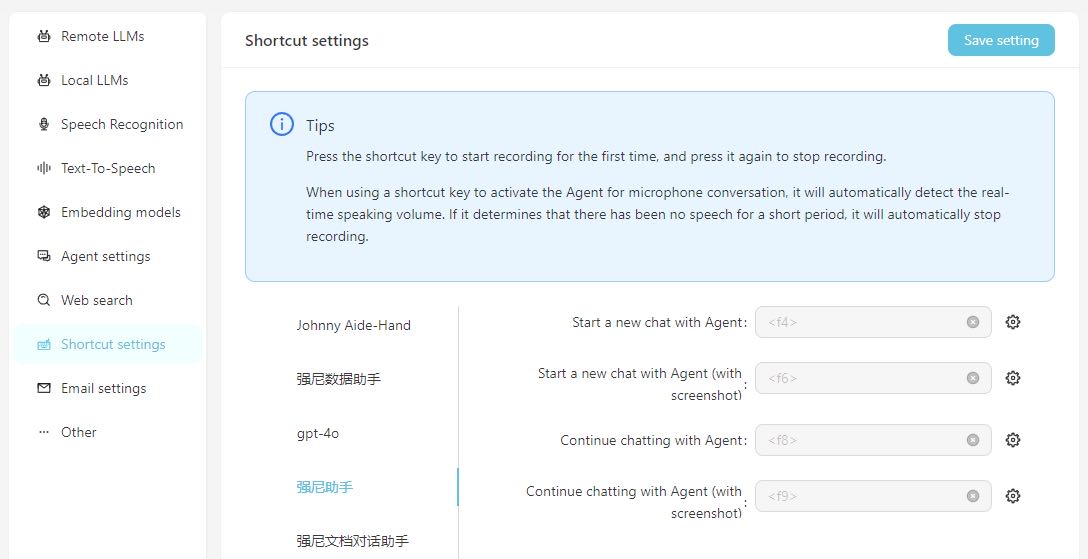 Remote LLMs
Local LLMs
Speech Recognition
Text-To-Speech
Embedding models
Agent settings
Web search
Shortcut settings
Email settings
Other
Shortcut settings
Save setting
Tips
Press the shortcut key to start recording for the first time, and press it again to stop recording.
When using a shortcut key to activate the Agent for microphone conversation, it will automatically detect the real-
time speaking volume. If it determines that there has been no speech for a short period, it will automatically stop
recording.
Johnny Aide-Hand
强尼数据助手
gpt-4o
强尼助手
强尼文档对话助手
Start a new chat with Agent:
<f4>
Start a new chat with Agent (with
screenshot) :
<f6>
Continue chatting with Agent:
<f8>
Continue chatting with Agent (with
screenshot) :
<f9>